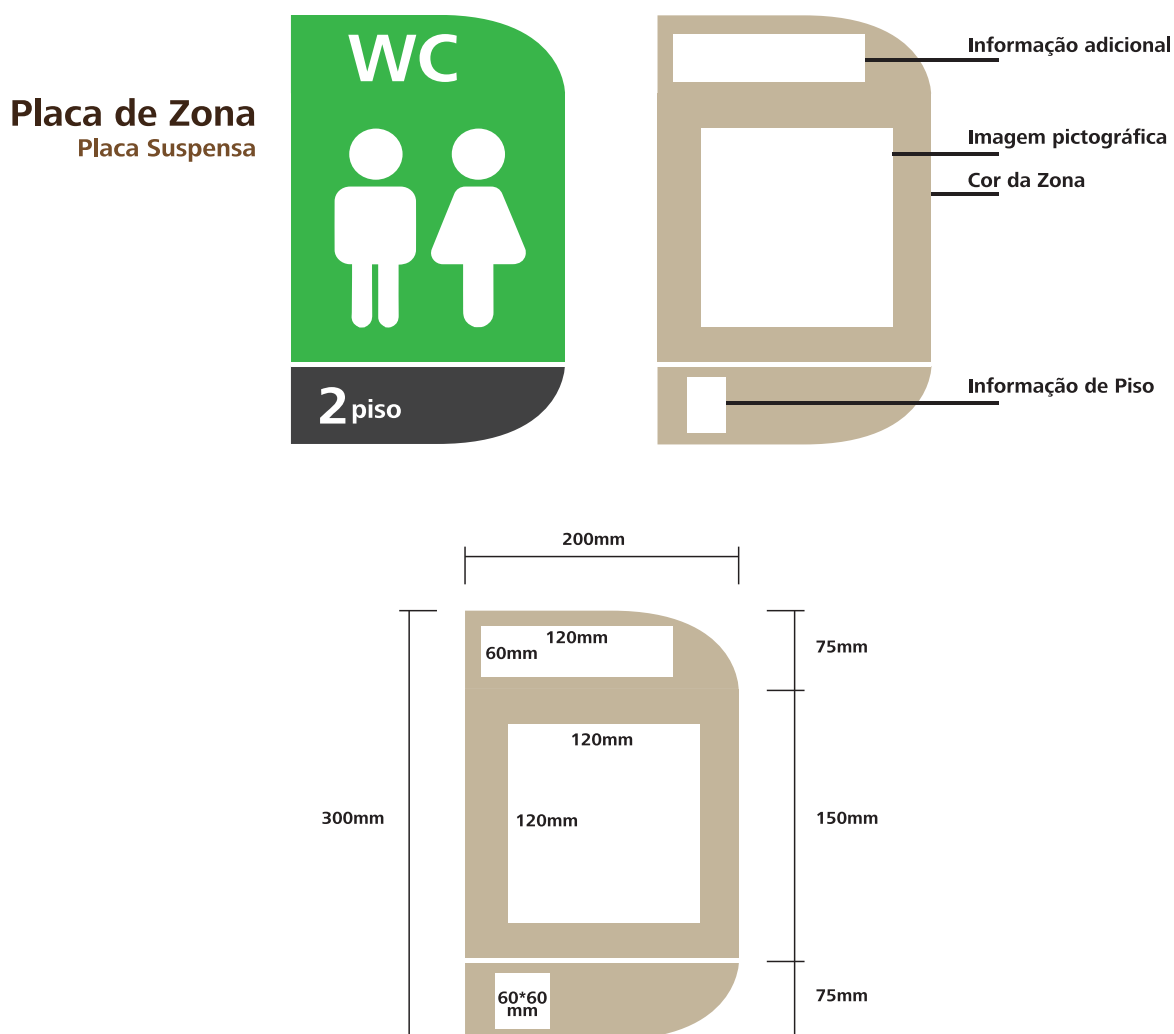 Placa de Zona
Placa Suspensa
WC
2 piso
Informação adicional
Imagem pictográfica
Cor da Zona
Informação de Piso
200mm
120mm
60mm
75mm
120mm
120mm
300mm
150mm
60*60
mm
75mm